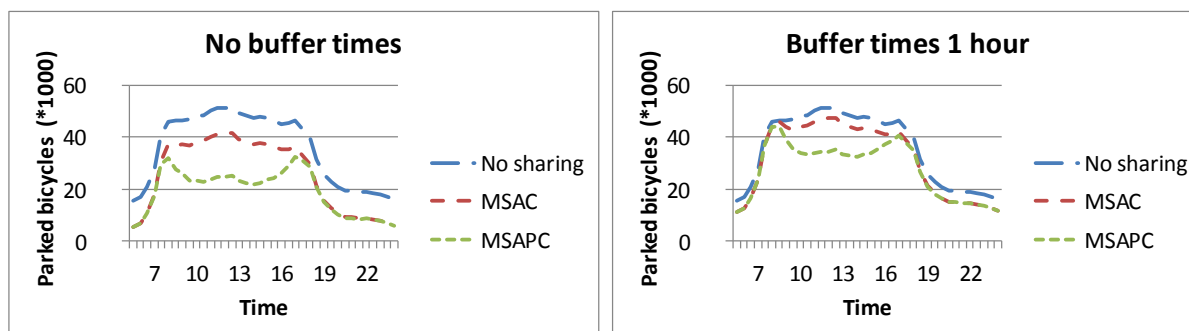 No buffer times
Parked bicycles (*1000)
60
40
20
0
7 10 13 16 19 22
Time
No sharing
MSAC
MSAPC
Buffer times 1 hour
Parked bicycles (*1000)
60
40
20
0
7 10 13 16 19 22
Time
No sharing
MSAC
MSAPC